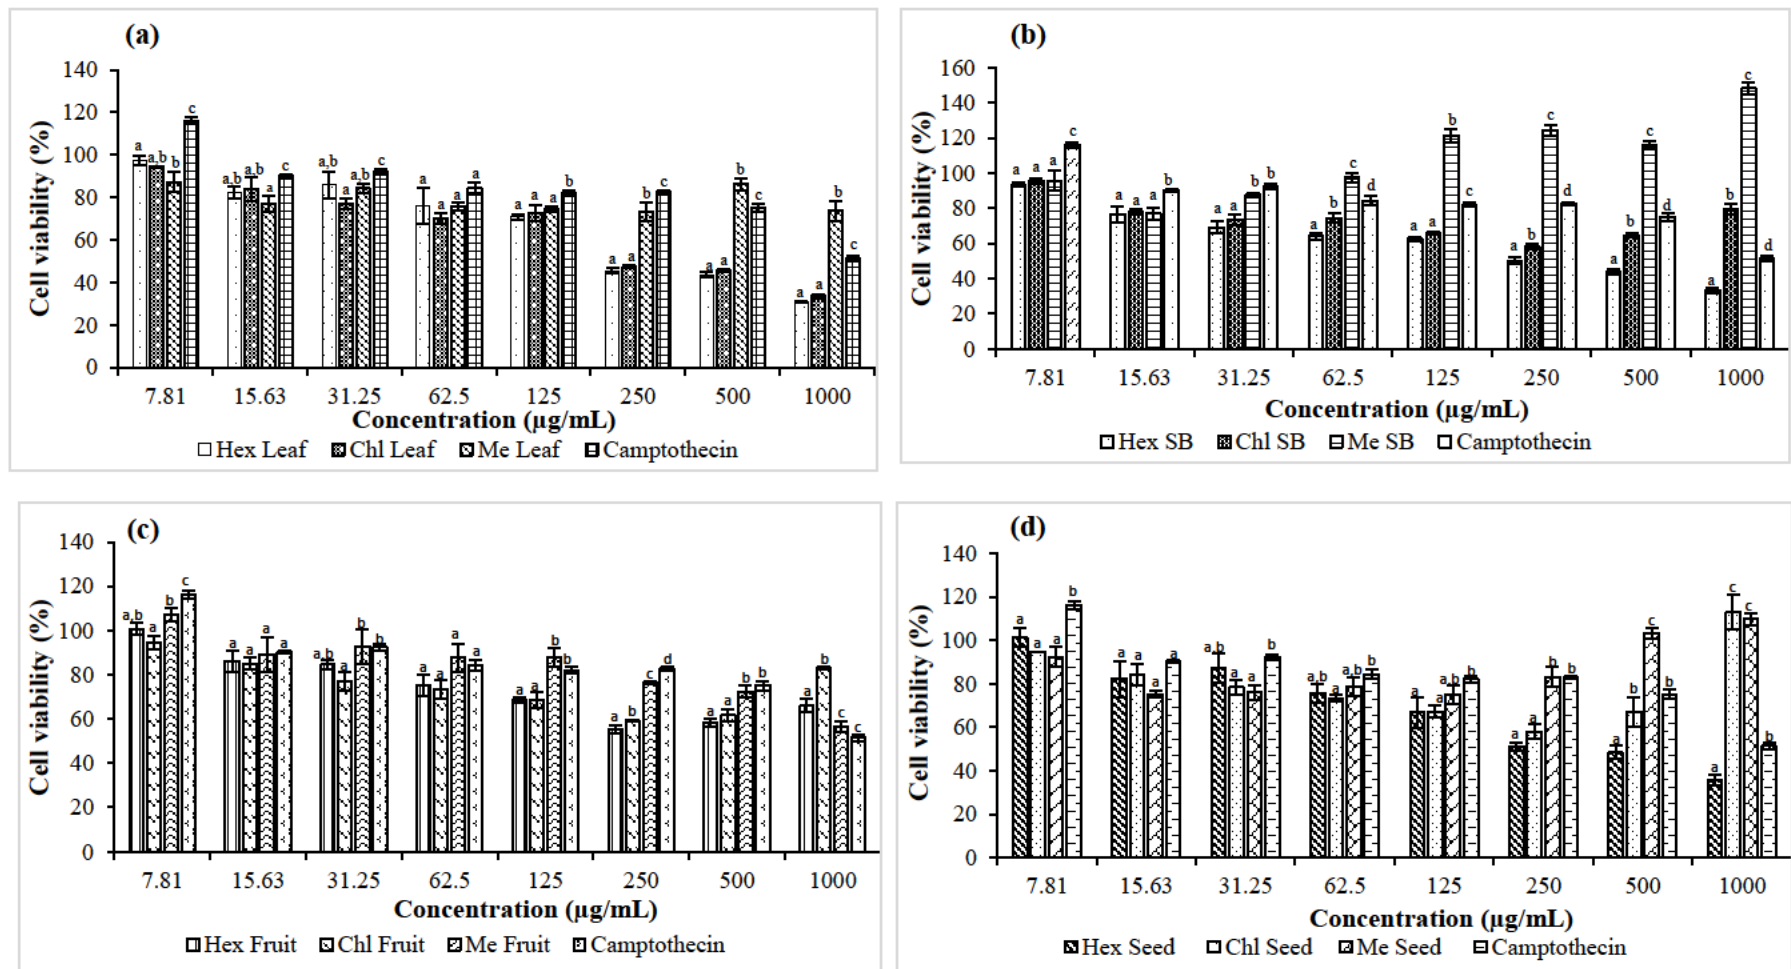 (a)
140
120
100
80
60
40
20
0
Cell viability (%)
a a,b b c
a,b a,b a c
a,b a a,b c
a a a a
a a a b
a a b c
a a b c
a a b c
7.81 15.63 31.25 62.5 125 250 500 1000
Concentration (µg/mL)
Hex Leaf Chl Leaf Me Leaf Camptothecin
(b)
160
140
120
100
80
60
40
20
0
Cell viability (%)
a a a c
a a a b
a a b b
a b c d
a a b c
a b c d
a b c d
a b c d
7.81 15.63 31.25 62.5 125 250 500 1000
Concentration (µg/mL)
Hex SB Chl SB Me SB Camptothecin
(c)
140
120
100
80
60
40
20
0
Cell viability (%)
a,b a b c
a a a a
a,b a b b
a a a a
a a b b
a b c d
a a b b
a b c c
7.81 15.63 31.25 62.5 125 250 500 1000
Concentration (µg/mL)
Hex Fruit Chl Fruit Me Fruit Camptothecin
(d)
140
120
100
80
60
40
20
0
Cell viability (%)
a a a b
a a a a
a,b a a b
a,b a a,b b
a a a,b b
a a b b
a b c b
a c c b
7.81 15.63 31.25 62.5 125 250 500 1000
Concentration (µg/mL)
Hex Seed Chl Seed Me Seed Camptothecin